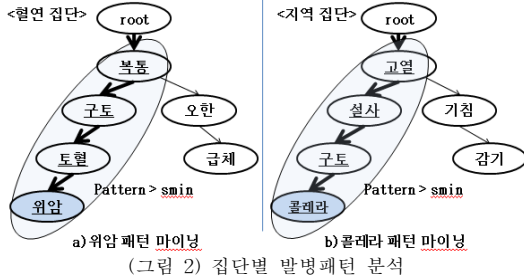 <혈연 집단>
root
복통
구토
오한
토혈
급체
Pattern > smin
위암
a) 위암 패턴 마이닝
<지역 집단>
root
고열
설사
기침
구토
감기
Pattern > smin
콜레라
b) 콜레라 패턴 마이닝
(그림 2) 집단별 발병패턴 분석